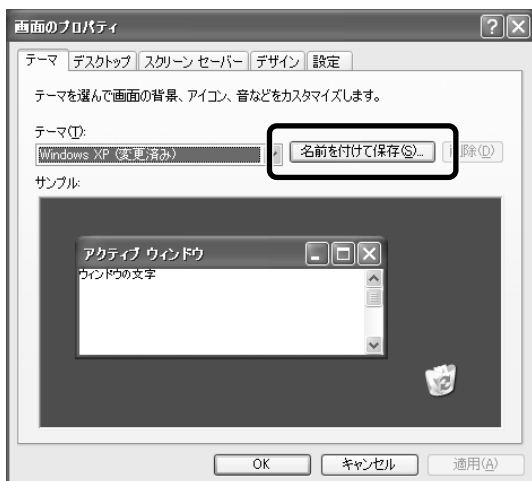 画面のプロパティ
テーマ デスクトップ スクリーン セーバー デザイン 設定
テーマを選んで画面の背景、アイコン、音などをカスタマイズします。
テーマ(T):
Windows XP (変更済み) 名前を付けて保存(S)... 除(D)
サンプル:
アクティブ ウィンドウ
ウィンドウの文字
OK キャンセル 適用(A)